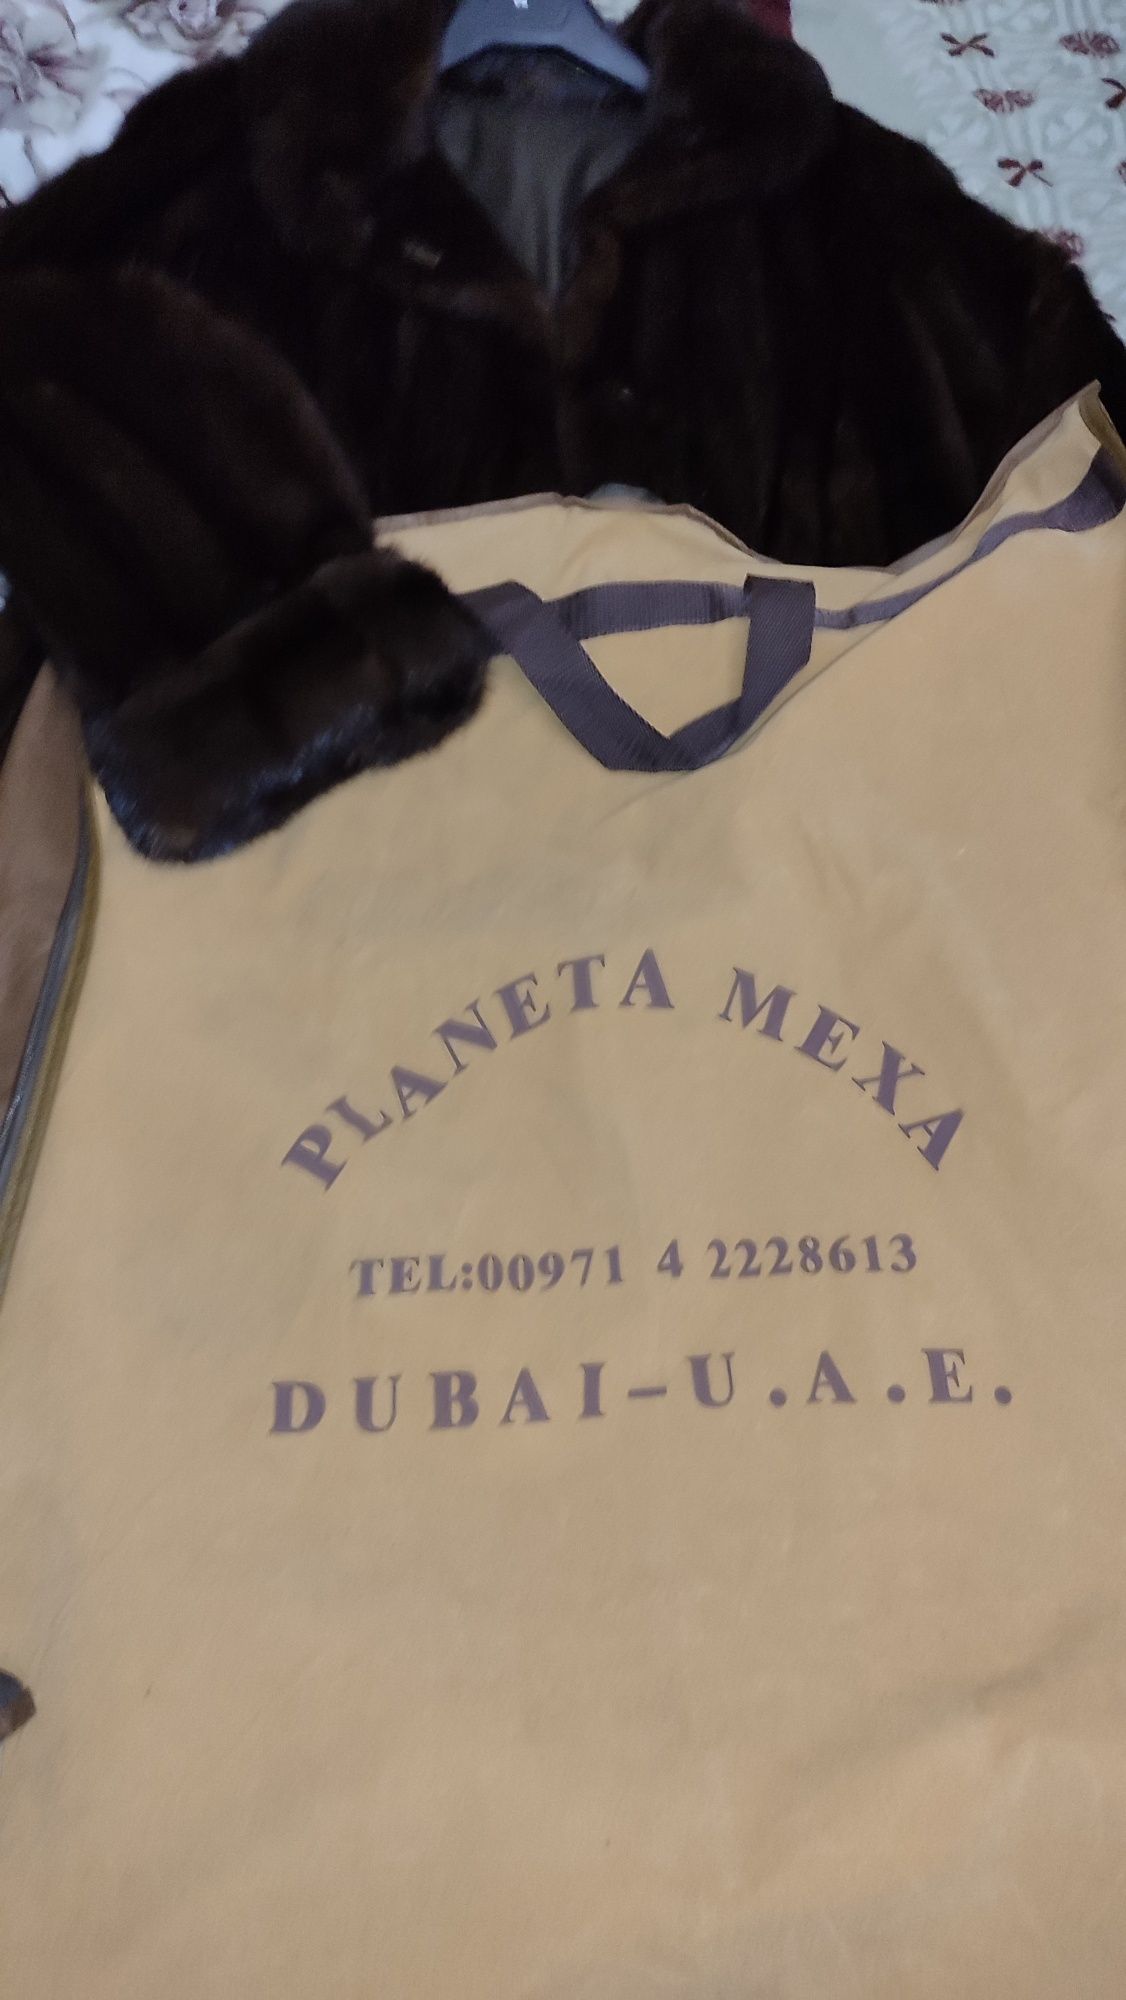 PLANETA MEXA
TEL:00971 4 2228613
DUBAI-U.A.E.